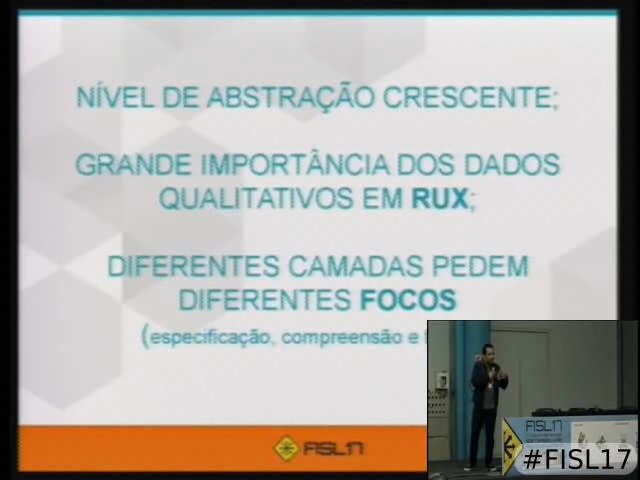 NÍVEL DE ABSTRAÇÃO CRESCENTE;
GRANDE IMPORTÂNCIA DOS DADOS
QUALITATIVOS EM RUX;
DIFERENTES CAMADAS PEDEM
DIFERENTES FOCOS
(especificação, compreensão e
FISL17
FISL17
#FISL17